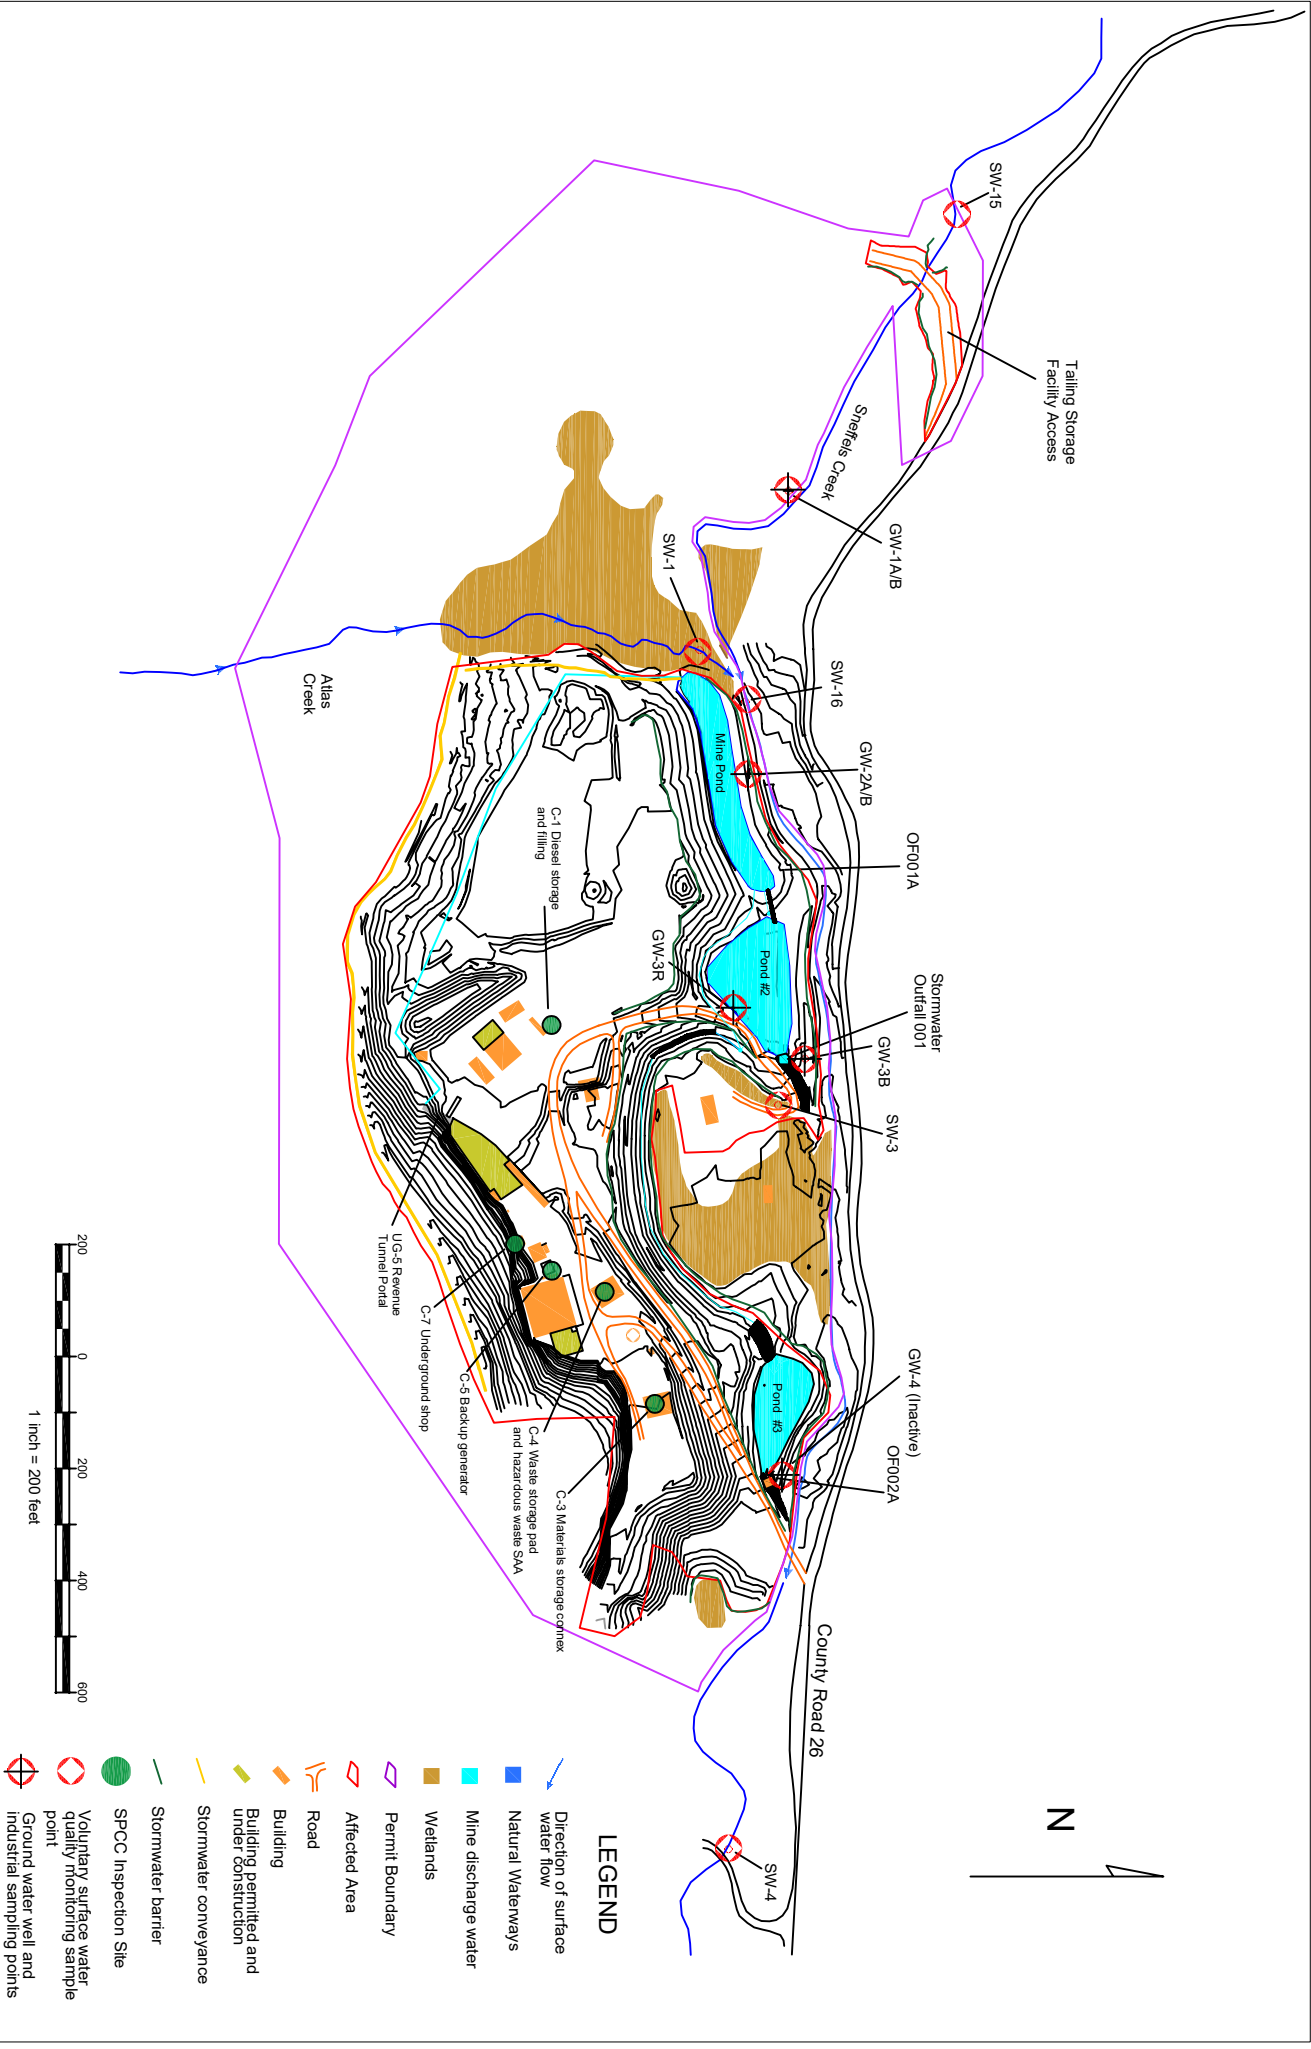 SW-15
Tailing Storage
Facility Access
Sneffels Creek
GW-1A/B
SW-1
SW-16
GW-2A/B
OF001A
Stormwater
Outfall 001
GW-3B
SW-3
GW-4 (Inactive)
OF002A
County Road 26
SW-4
N
Mine Pond
Pond #2
Pond #3
GW-3R
C-1 Diesel storage
and filling
Atlas
Creek
UG-5 Revenue
Tunnel Portal
C-7 Underground shop
C-5 Backup generator
C-4 Waste storage pad
and hazardous waste SAA
C-3 Materials storage connex
200
0
200
400
600
1 inch = 200 feet
LEGEND
Direction of surface
water flow
Natural Waterways
Mine discharge water
Wetlands
Permit Boundary
Affected Area
Road
Building
Building permitted and
under construction
Stormwater conveyance
Stormwater barrier
SPCC Inspection Site
Voluntary surface water
quality monitoring sample
point
Ground water well and
industrial sampling points